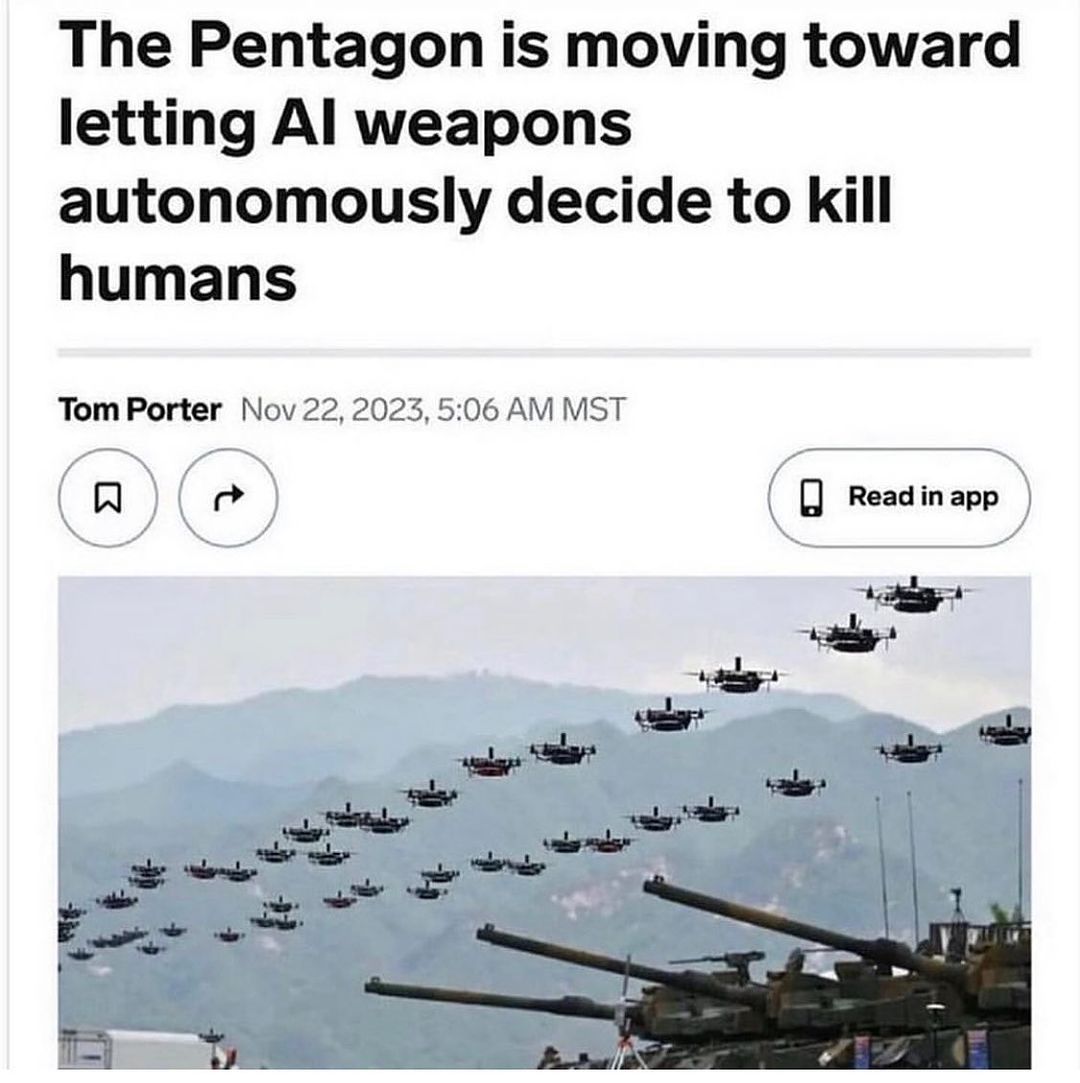 The Pentagon is moving toward
letting AI weapons
autonomously decide to kill
humans
Tom Porter Nov 22, 2023, 5:06 AM MST
Read in app